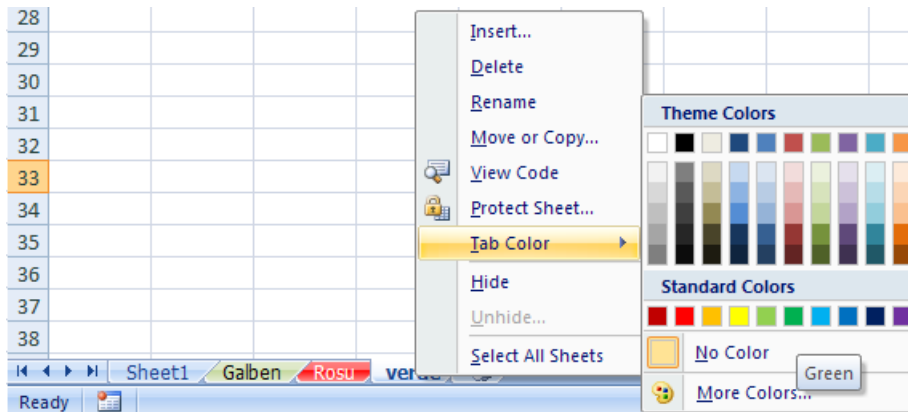 28
29
30
31
32
33
34
35
36
37
38
Insert...
Delete
Rename
Move or Copy...
View Code
Protect Sheet...
Tab Color
Hide
Unhide...
Select All Sheets
Theme Colors
Standard Colors
No Color
More Colors...
Green
Sheet1 Galben Rosu verde
Ready